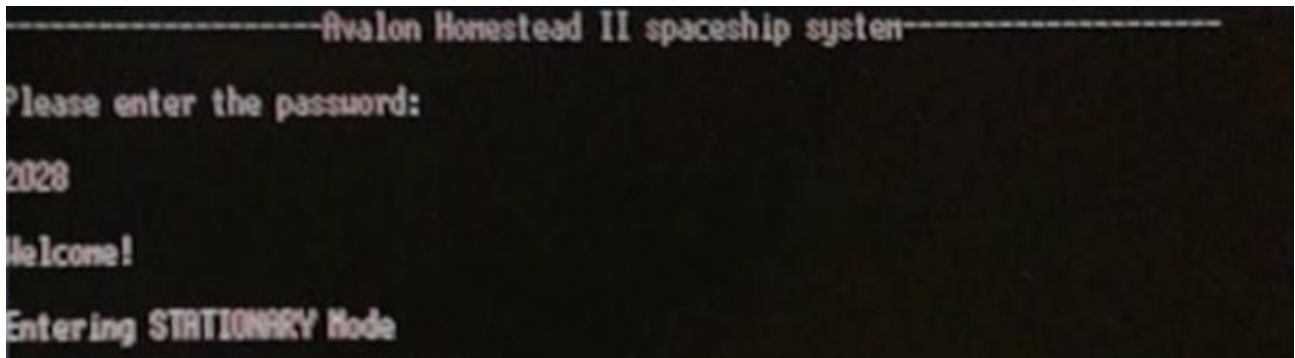 -------------------Avalon Homestead II spaceship system-------------------
Please enter the password:
2028
Welcome!
Entering STATIONARY Mode